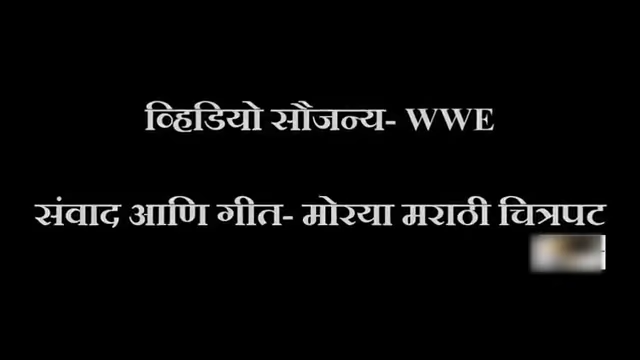 व्हिडियो सौजन्य- WWE
संवाद आणि गीत- मोरया मराठी चित्रपट